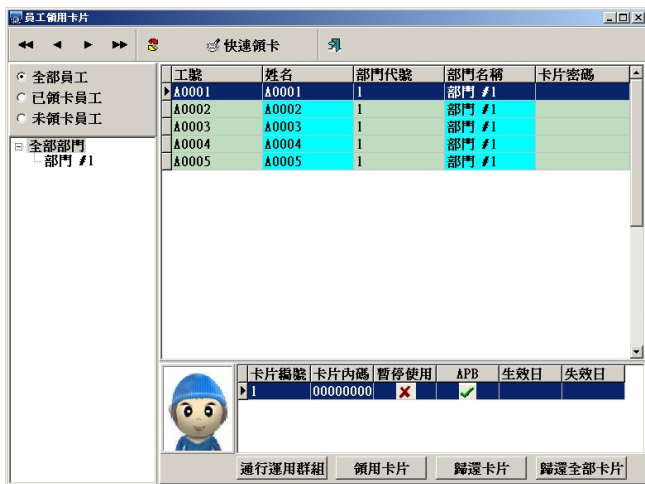 員工領用卡片
快速領卡
全部員工
已領卡員工
未領卡員工
全部部門
部門 #1
工號 姓名 部門代號 部門名稱 卡片密碼
A0001 A0001 1 部門 #1
A0002 A0002 1 部門 #1
A0003 A0003 1 部門 #1
A0004 A0004 1 部門 #1
A0005 A0005 1 部門 #1
卡片編號 卡片內碼 暫停使用 APB 生效日 失效日
1 00000000
通行運用群組 領用卡片 歸還卡片 歸還全部卡片